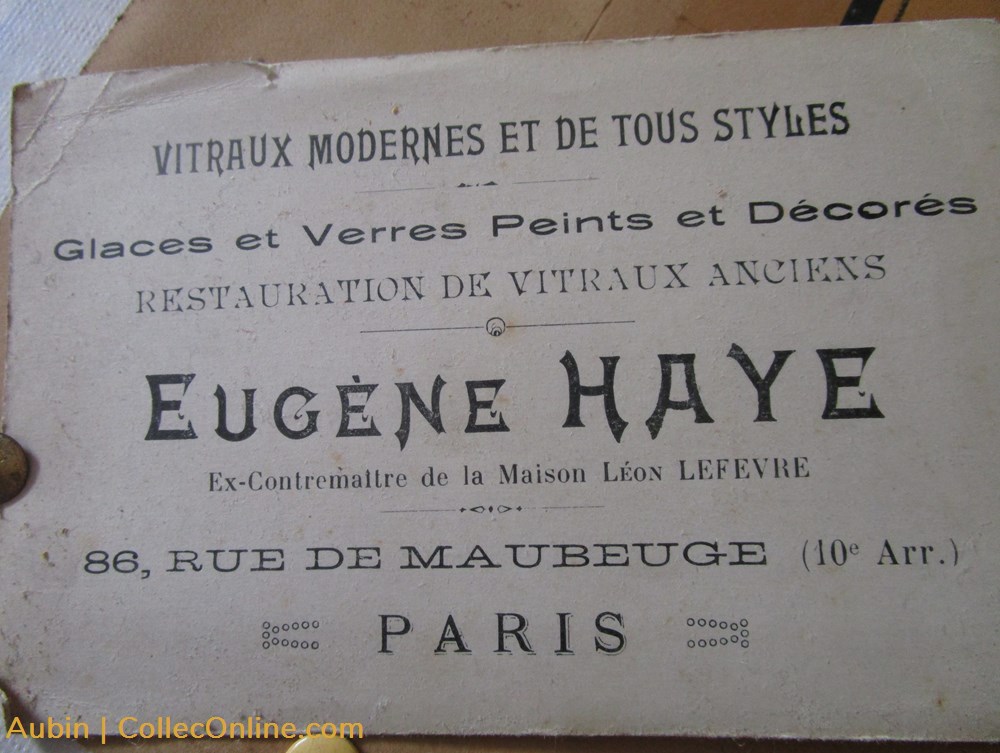 VITRAUX MODERNES ET DE TOUS STYLES
Glaces et Verres Peints et Décorés
RESTAURATION DE VITRAUX ANCIENS
EUGÈNE HAYE
Ex-Contremaître de la Maison LÉON LEFEVRE
86, RUE DE MAUBEUGE (10e Arr.)
PARIS
Aubin | CollecOnline.com